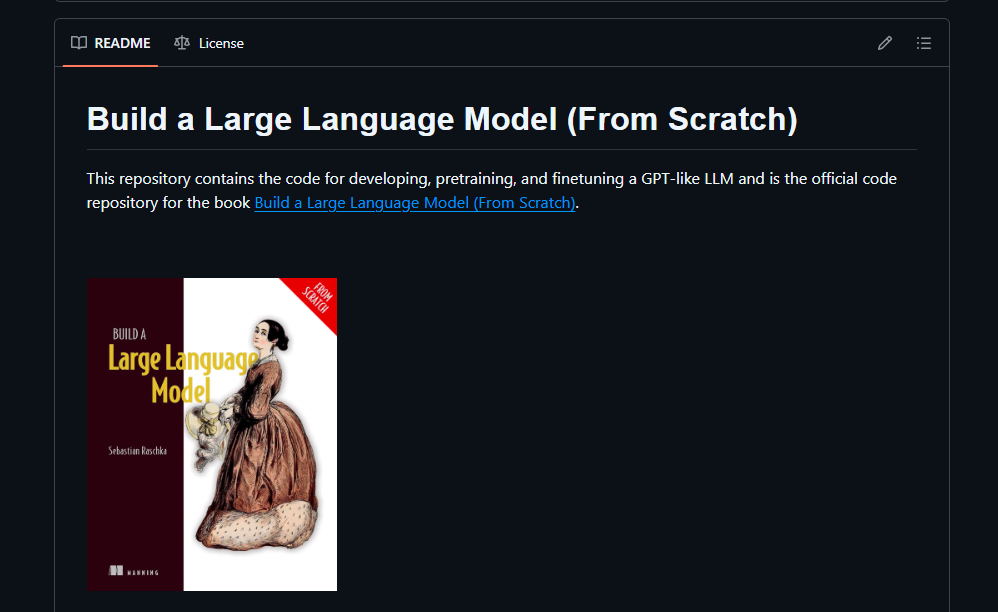 README
License
Build a Large Language Model (From Scratch)
This repository contains the code for developing, pretraining, and finetuning a GPT-like LLM and is the official code
repository for the book Build a Large Language Model (From Scratch).
FROM
SCRATCH
BUILD A
Large Language
Model
Sebastian Raschka
MANNING